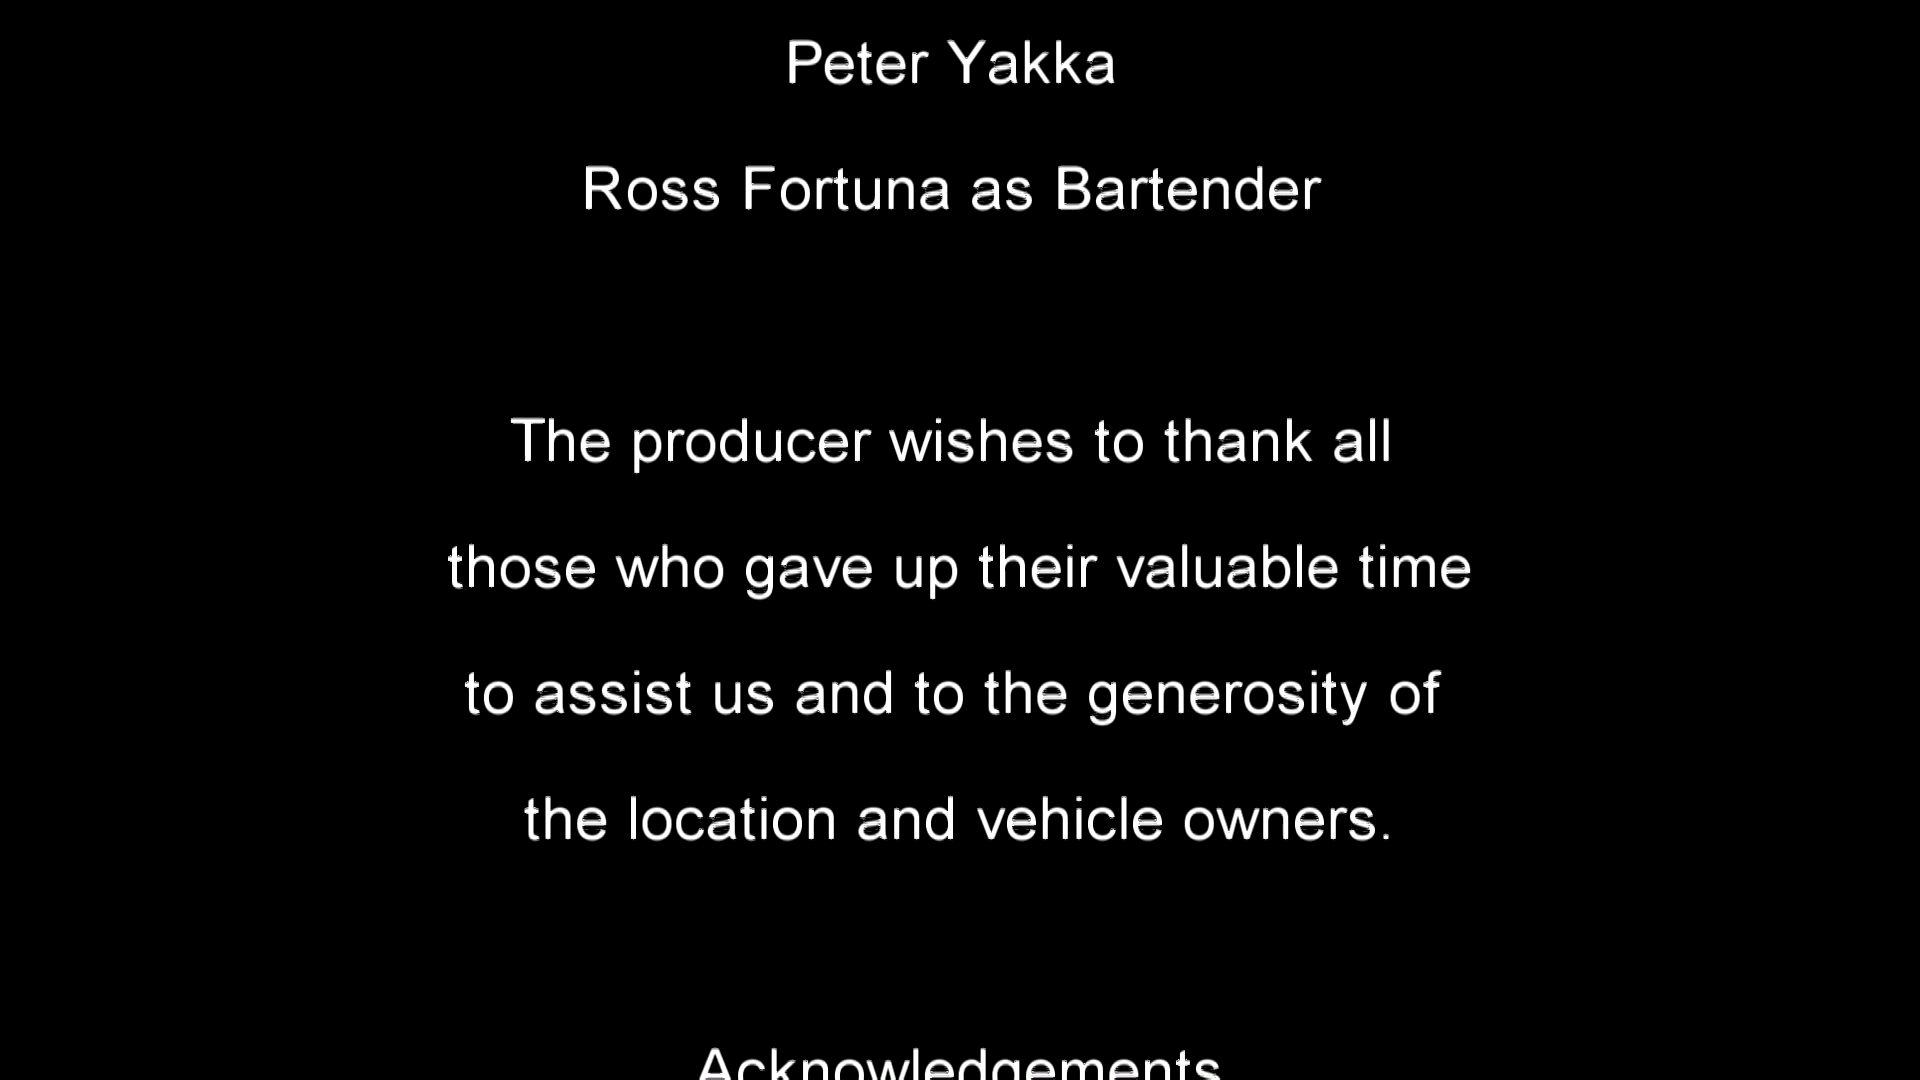 Peter Yakka
Ross Fortuna as Bartender
The producer wishes to thank all
those who gave up their valuable time
to assist us and to the generosity of
the location and vehicle owners.
Acknowledgements